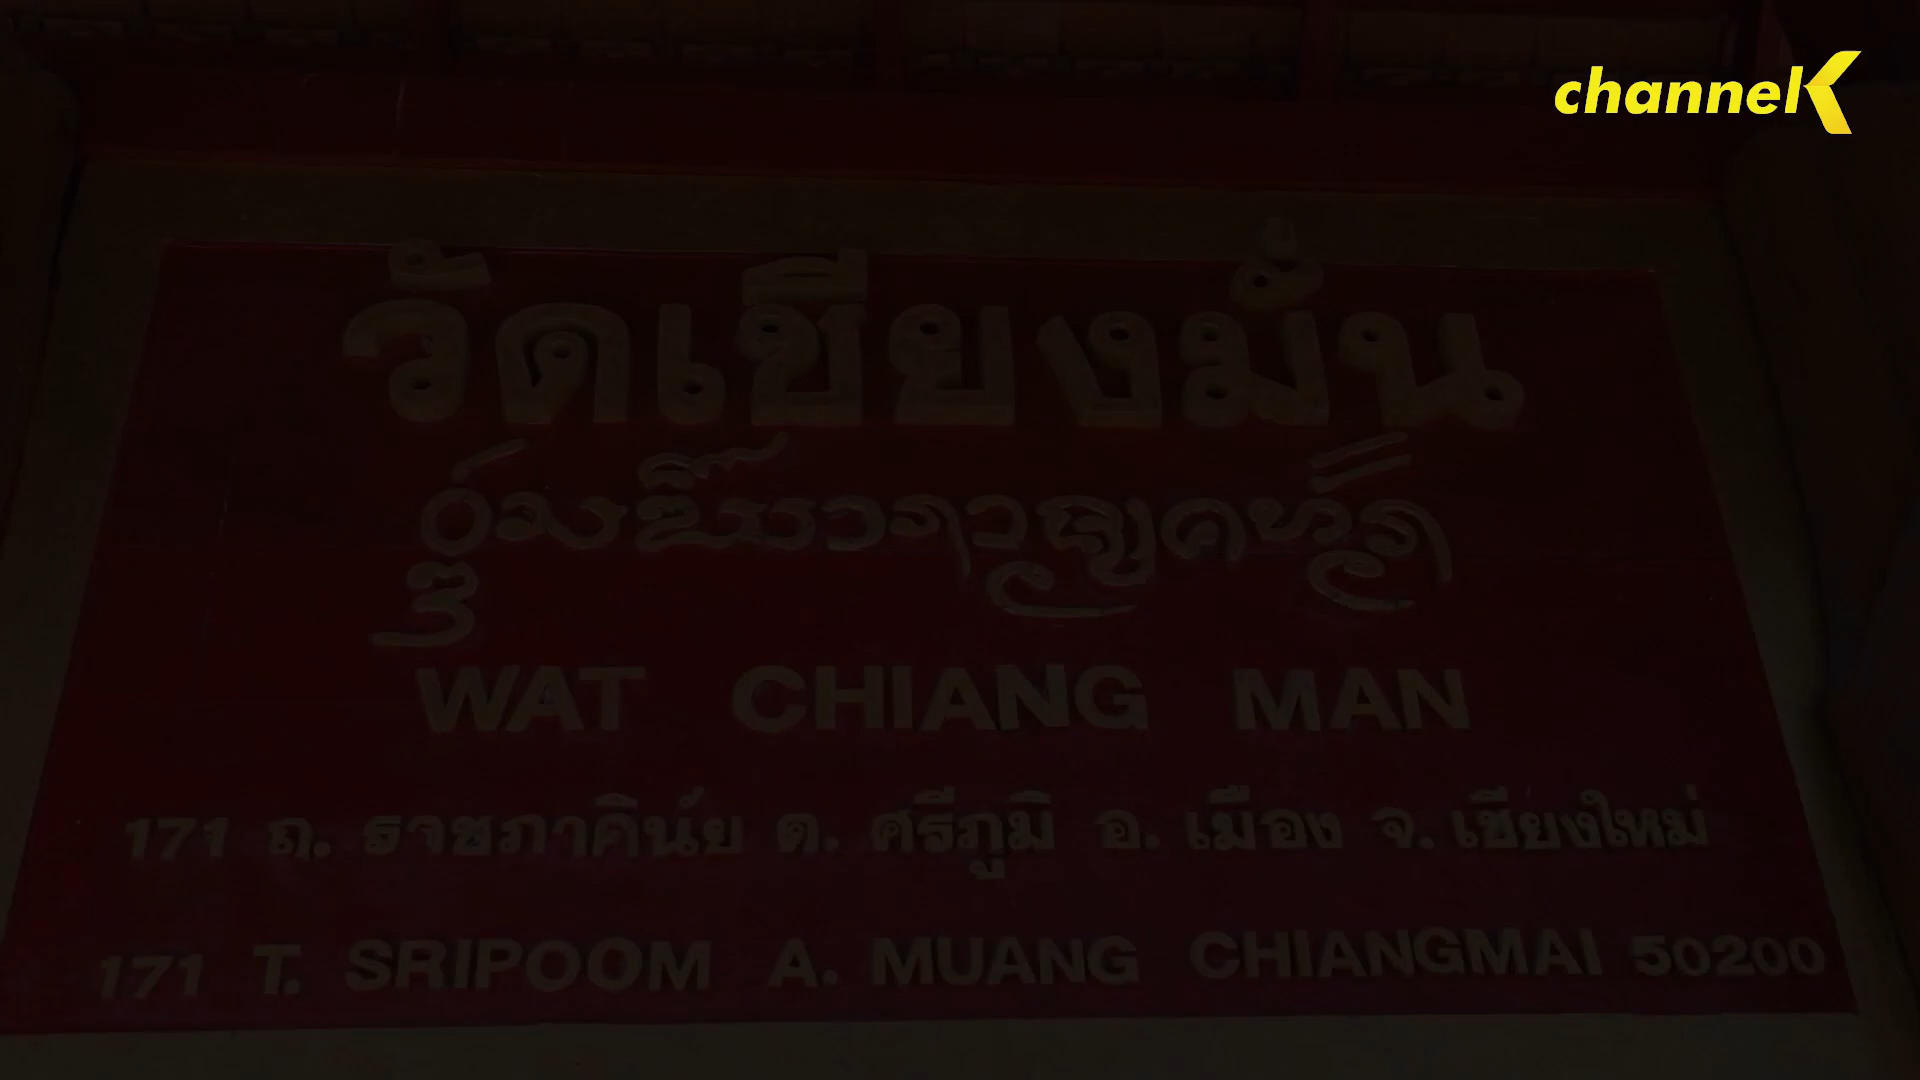 channelK
วัดเชียงมั่น
WAT CHIANG MAN
171 ถ. ราชภาคินัย ต. ศรีภูมิ อ. เมือง จ. เชียงใหม่
171 T. SRIPOOM A. MUANG CHIANGMAI 50200